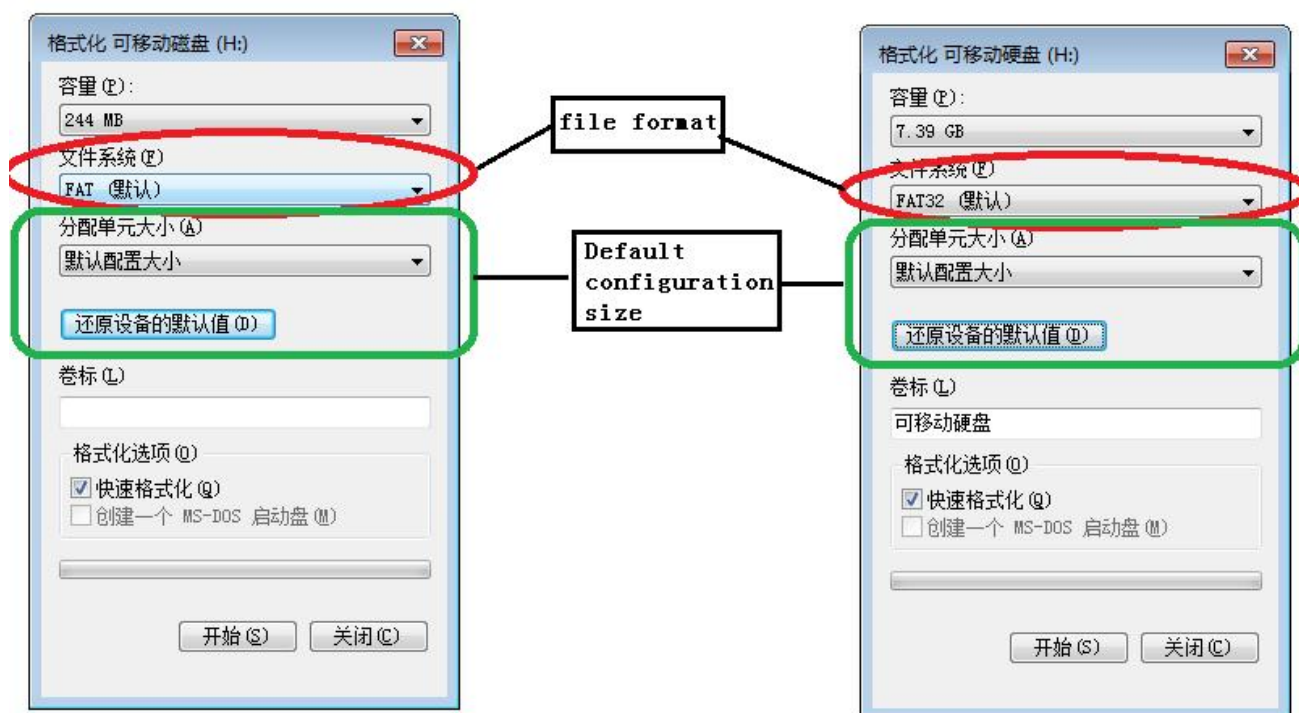 格式化 可移动磁盘 (H:)
容量(P):
244 MB
文件系统(F)
FAT (默认)
分配单元大小(A)
默认配置大小
还原设备的默认值(D)
卷标(L)
格式化选项(O)
快速格式化(Q)
创建一个 MS-DOS 启动盘(M)
开始(S)
关闭(C)
file format
Default
configuration
size
格式化 可移动硬盘 (H:)
容量(P):
7.39 GB
文件系统(F)
FAT32 (默认)
分配单元大小(A)
默认配置大小
还原设备的默认值(D)
卷标(L)
可移动硬盘
格式化选项(O)
快速格式化(Q)
创建一个 MS-DOS 启动盘(M)
开始(S)
关闭(C)